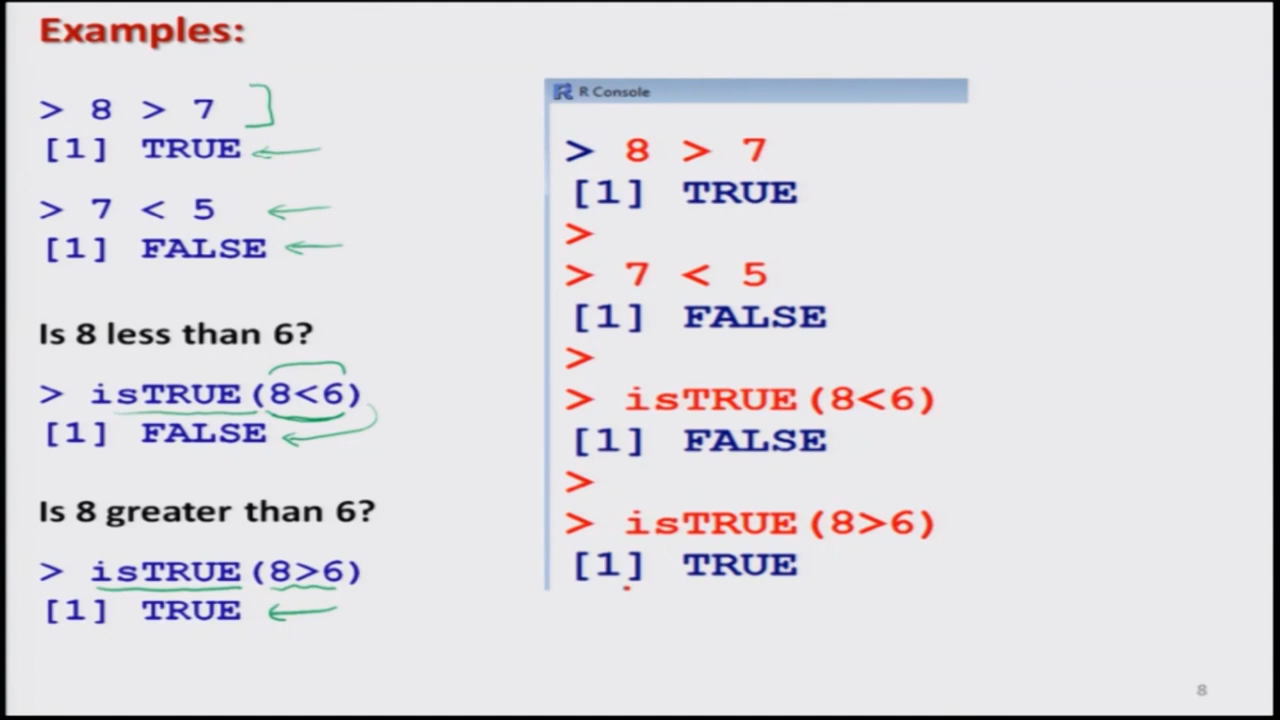 Examples:
> 8 > 7
[1] TRUE
> 7 < 5
[1] FALSE
Is 8 less than 6?
> isTRUE(8<6)
[1] FALSE
Is 8 greater than 6?
> isTRUE(8>6)
[1] TRUE
R Console
> 8 > 7
[1] TRUE
>
> 7 < 5
[1] FALSE
>
> isTRUE(8<6)
[1] FALSE
>
> isTRUE(8>6)
[1] TRUE
8